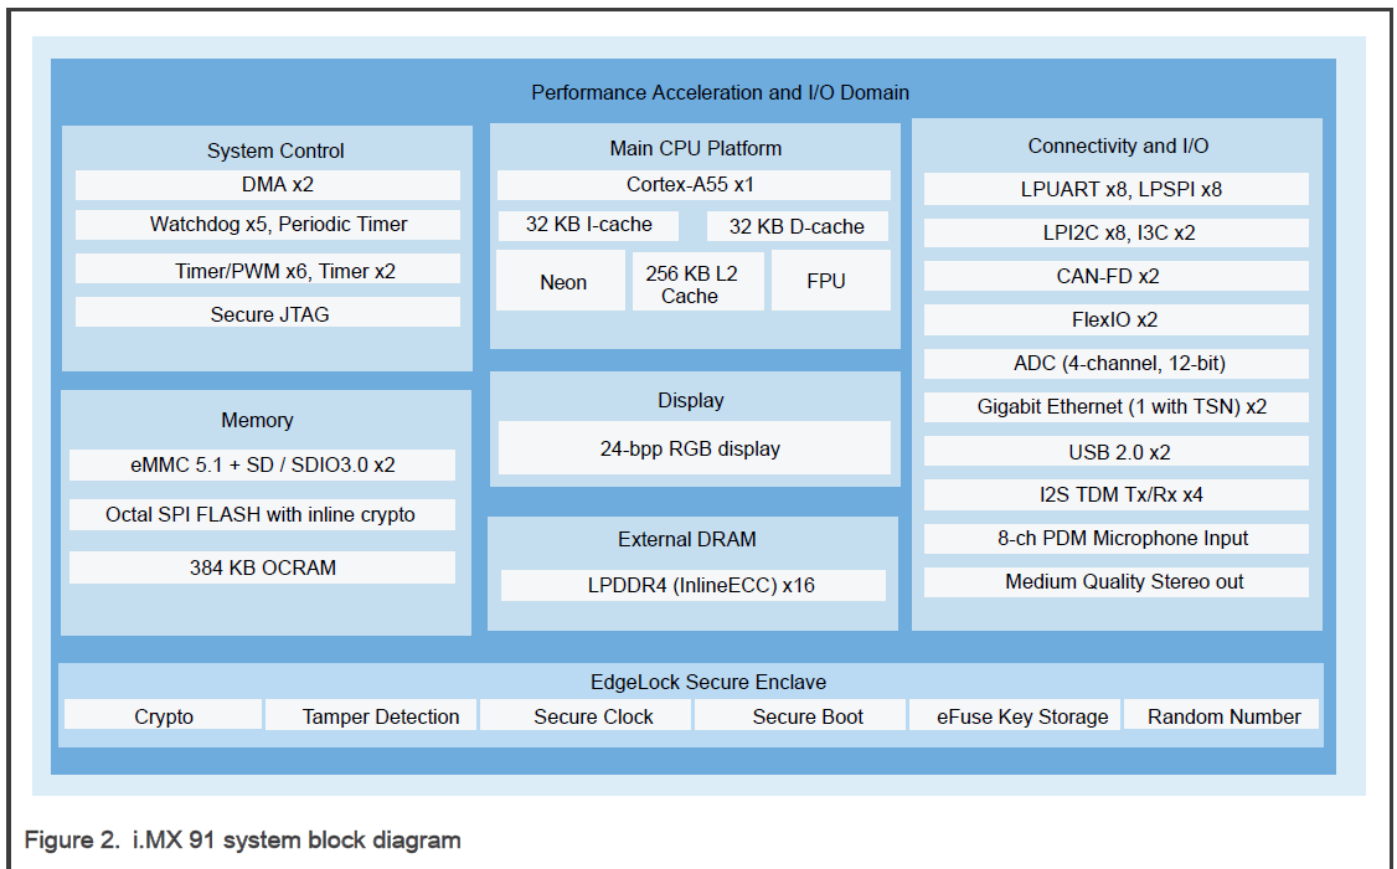 Performance Acceleration and I/O Domain
System Control
DMA x2
Watchdog x5, Periodic Timer
Timer/PWM x6, Timer x2
Secure JTAG
Memory
eMMC 5.1 + SD / SDIO3.0 x2
Octal SPI FLASH with inline crypto
384 KB OCRAM
Main CPU Platform
Cortex-A55 x1
32 KB I-cache
32 KB D-cache
Neon
256 KB L2
Cache
FPU
Display
24-bpp RGB display
External DRAM
LPDDR4 (InlineECC) x16
Connectivity and I/O
LPUART x8, LPSPI x8
LPI2C x8, I3C x2
CAN-FD x2
FlexIO x2
ADC (4-channel, 12-bit)
Gigabit Ethernet (1 with TSN) x2
USB 2.0 x2
I2S TDM Tx/Rx x4
8-ch PDM Microphone Input
Medium Quality Stereo out
EdgeLock Secure Enclave
Crypto
Tamper Detection
Secure Clock
Secure Boot
eFuse Key Storage
Random Number
Figure 2. i.MX 91 system block diagram